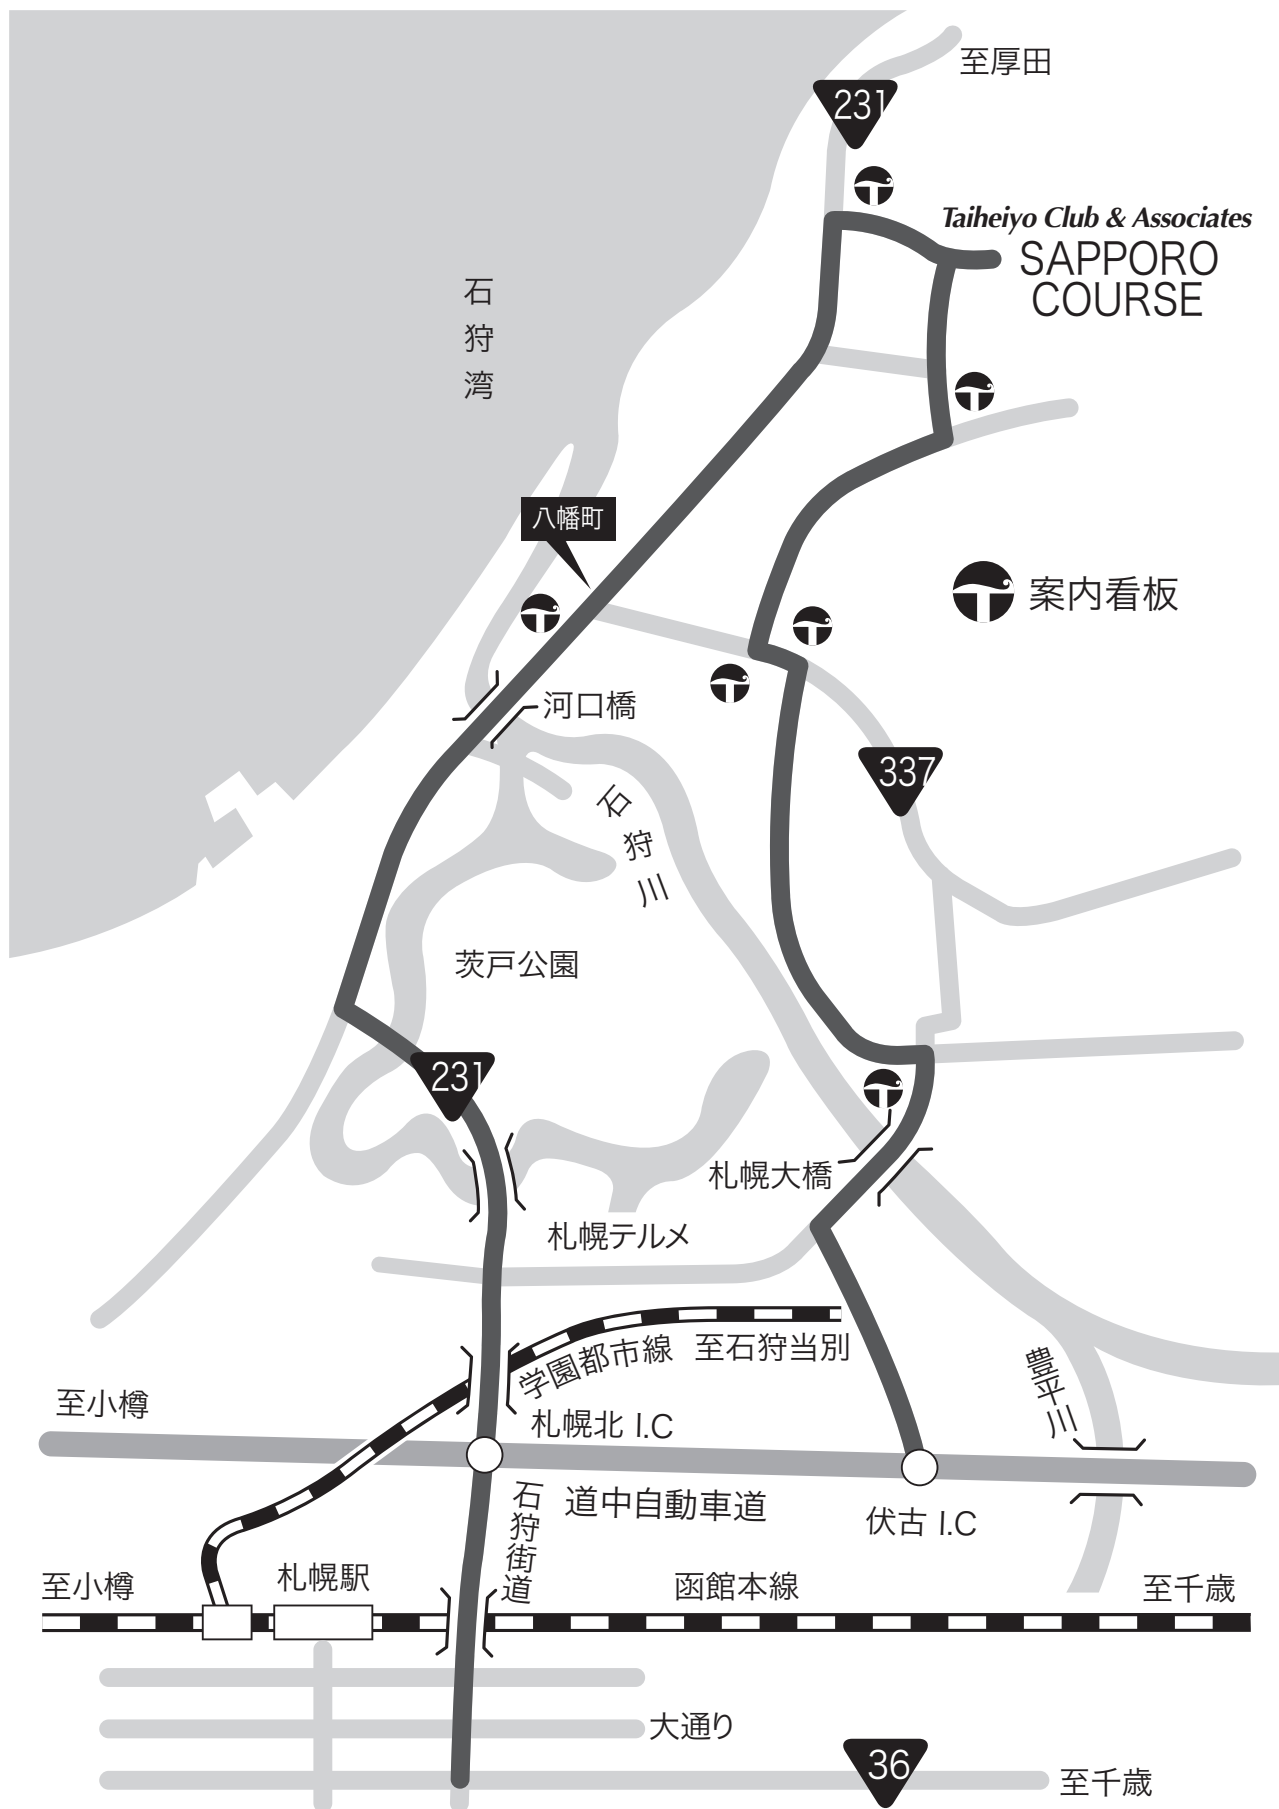 至厚田
231
Taiheiyo Club & Associates
SAPPORO
COURSE
石狩湾
八幡町
案内看板
河口橋
337
石狩川
茨戸公園
231
札幌大橋
札幌テルメ
学園都市線
至石狩当別
豊平川
至小樽
札幌北 I.C
石狩街道
道中自動車道
伏古 I.C
至小樽
札幌駅
函館本線
至千歳
大通り
36
至千歳